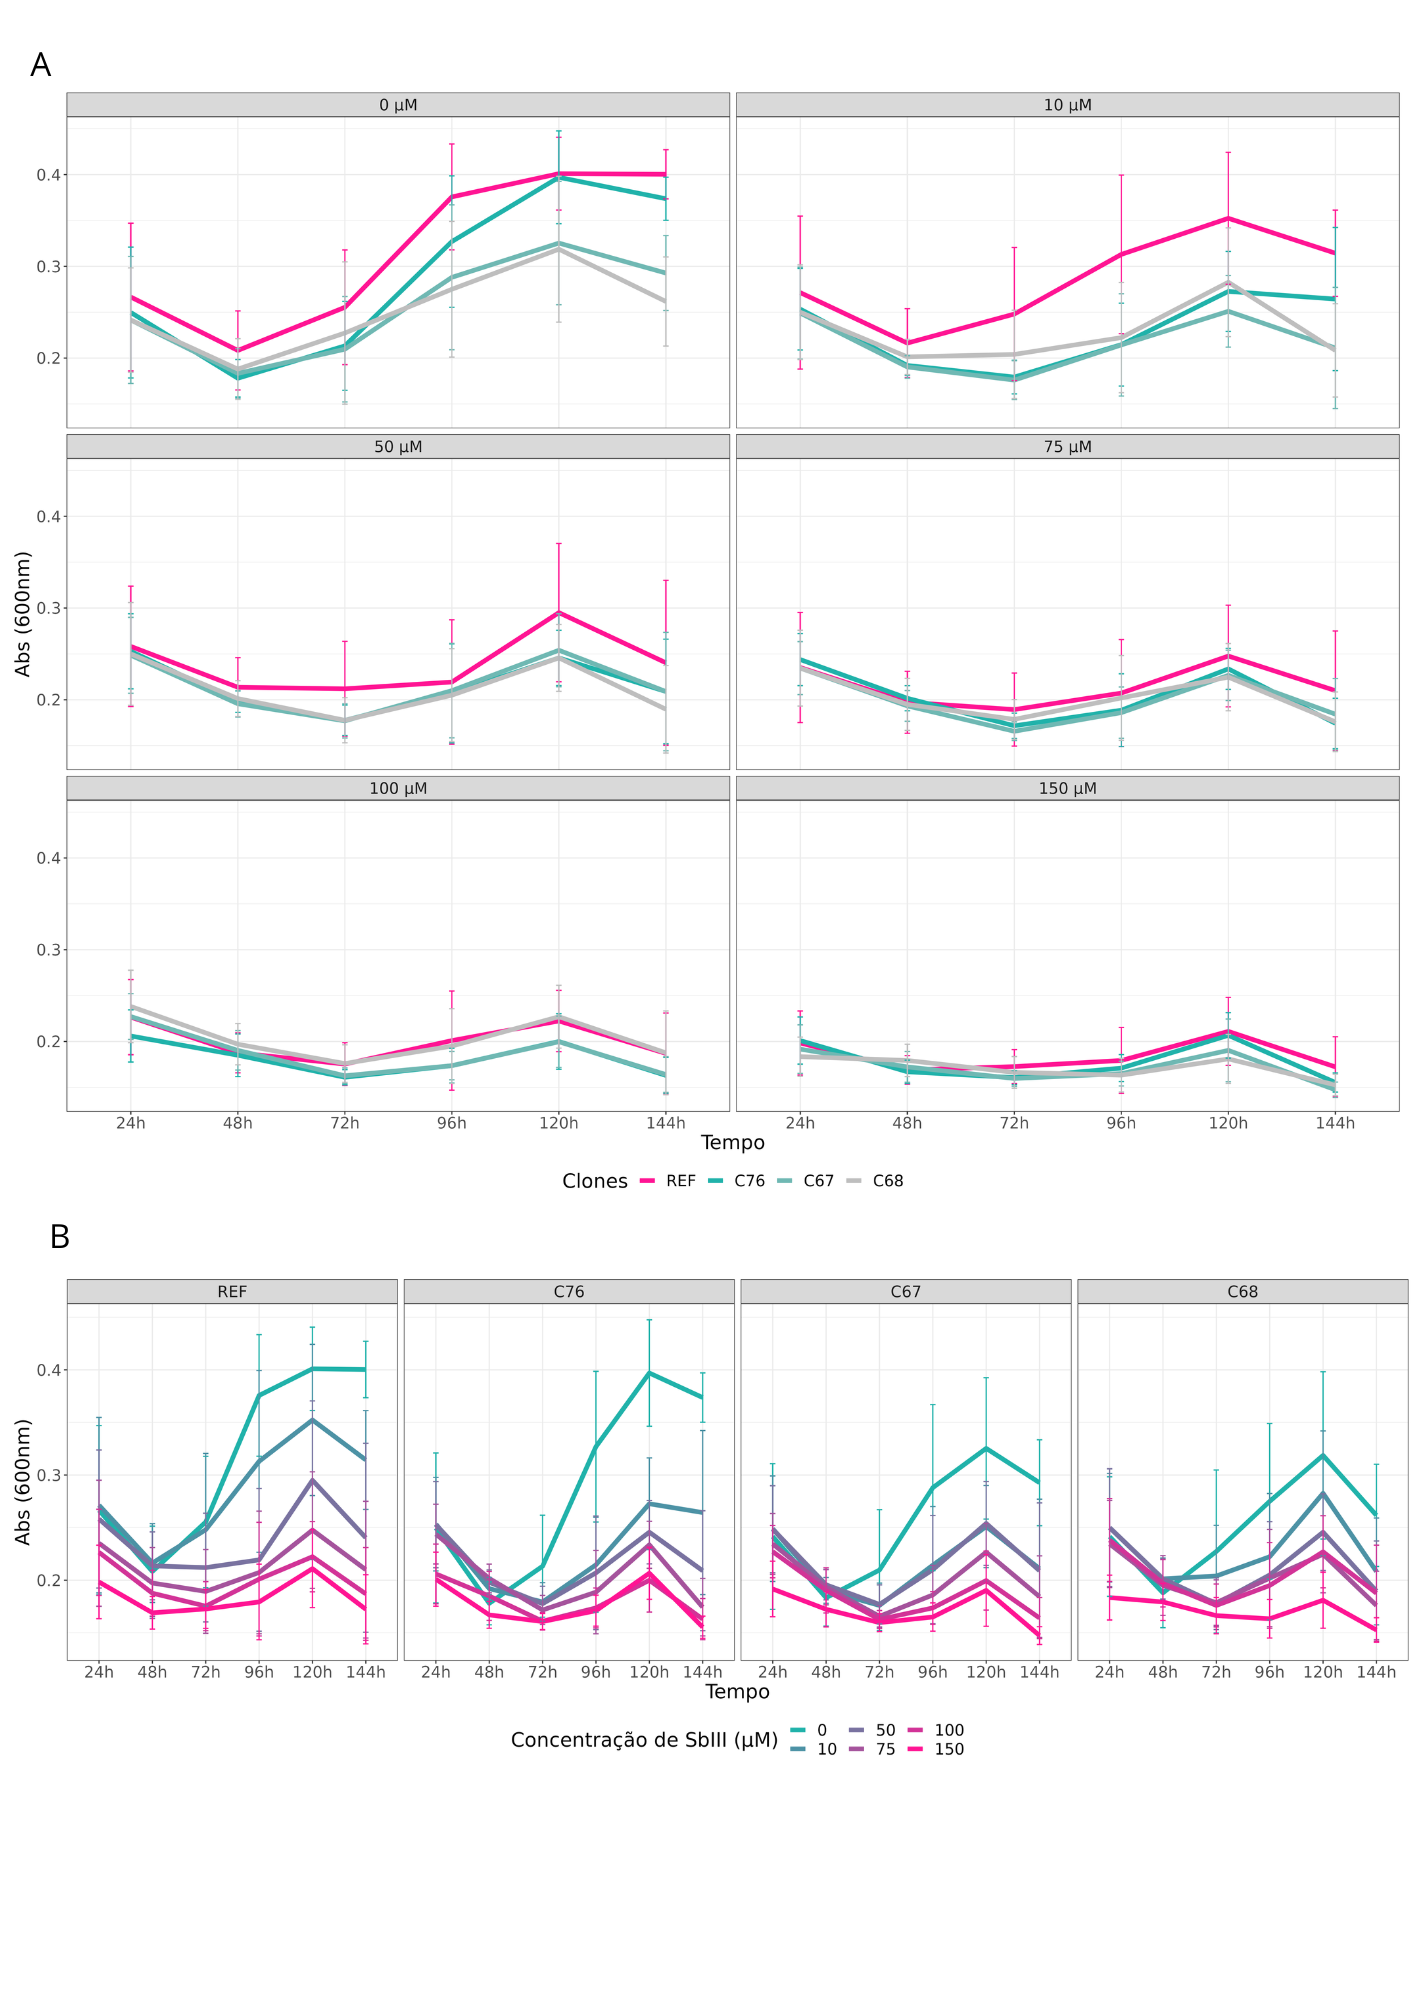 A
0 µM 10 µM
0.4
0.3
0.2
50 µM 75 µM
0.4
0.3
0.2
Abs (600nm)
100 µM 150 µM
0.4
0.3
0.2
24h 48h 72h 96h 120h 144h 24h 48h 72h 96h 120h 144h
Tempo
Clones REF C76 C67 C68
B
REF C76 C67 C68
0.4
0.3
0.2
Abs (600nm)
24h 48h 72h 96h 120h 144h 24h 48h 72h 96h 120h 144h 24h 48h 72h 96h 120h 144h 24h 48h 72h 96h 120h 144h
Tempo
Concentração de SbIII (µM) 0 50 100
10 75 150